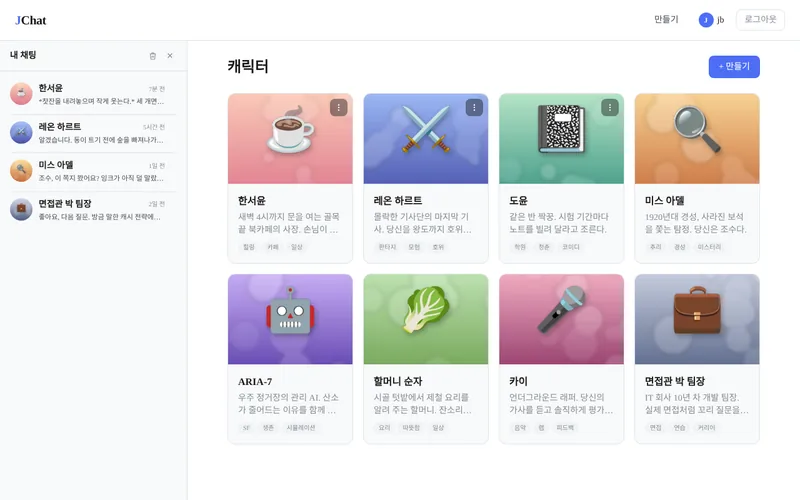 JChat
만들기
J
jb
로그아웃
내 채팅
한서윤
7분 전
*찻잔을 내려놓으며 작게 웃는다.* 세 개면…
레온 하르트
5시간 전
알겠습니다. 동이 트기 전에 숲을 빠져나가…
미스 아델
1일 전
조수, 이 쪽지 봤어요? 잉크가 아직 덜 말랐…
면접관 박 팀장
2일 전
좋아요, 다음 질문. 방금 말한 캐시 전략에…
캐릭터
+ 만들기
한서윤
새벽 4시까지 문을 여는 골목
끝 북카페의 사장. 손님이 …
힐링
카페
일상
레온 하르트
몰락한 기사단의 마지막 기
사. 당신을 왕도까지 호위…
판타지
모험
호위
도윤
같은 반 짝꿍. 시험 기간마다
노트를 빌려 달라고 조른다.
학원
청춘
코미디
미스 아델
1920년대 경성, 사라진 보석
을 쫓는 탐정. 당신은 조수다.
추리
경성
미스터리
ARIA-7
우주 정거장의 관리 AI. 산소
가 줄어드는 이유를 함께 …
SF
생존
시뮬레이션
할머니 순자
시골 텃밭에서 제철 요리를
알려 주는 할머니. 잔소리…
요리
따뜻함
일상
카이
언더그라운드 래퍼. 당신의
가사를 듣고 솔직하게 평가…
음악
랩
피드백
면접관 박 팀장
IT 회사 10년 차 개발 팀장.
실제 면접처럼 꼬리 질문을…
면접
연습
커리어